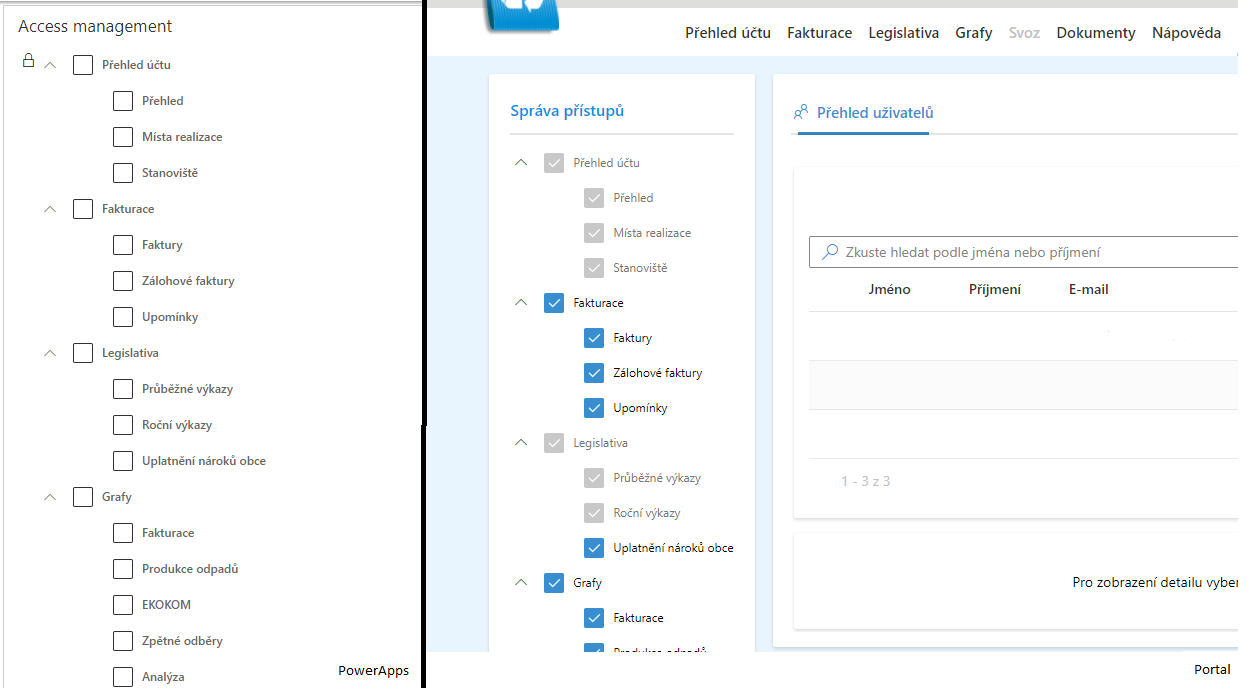 Access management
Přehled účtu
Přehled
Místa realizace
Stanoviště
Fakturace
Faktury
Zálohové faktury
Upomínky
Legislativa
Průběžné výkazy
Roční výkazy
Uplatnění nároků obce
Grafy
Fakturace
Produkce odpadů
EKOKOM
Zpětné odběry
Analýza
PowerApps
Přehled účtu Fakturace Legislativa Grafy Svoz Dokumenty Nápověda
Správa přístupů
Přehled účtu
Přehled
Místa realizace
Stanoviště
Fakturace
Faktury
Zálohové faktury
Upomínky
Legislativa
Průběžné výkazy
Roční výkazy
Uplatnění nároků obce
Grafy
Fakturace
Produkce odpadů
Přehled uživatelů
Zkuste hledat podle jména nebo příjmení
Jméno Příjmení E-mail
1 - 3 z 3
Pro zobrazení detailu vyber
Portal